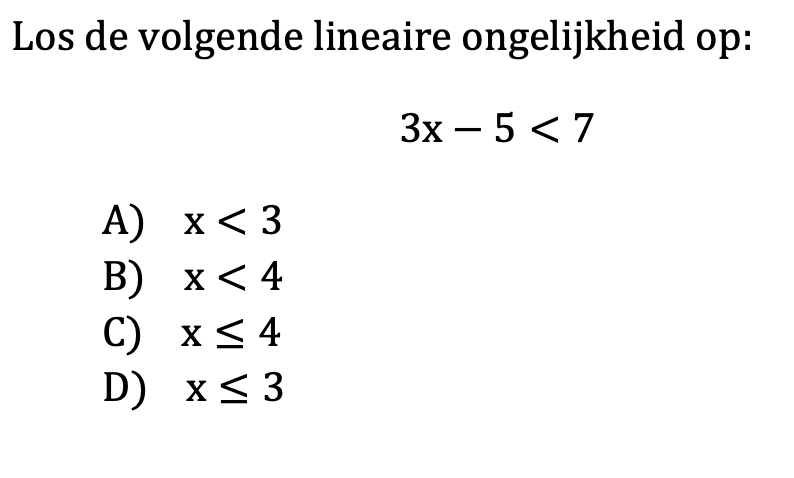 Los de volgende lineaire ongelijkheid op:
3x − 5 < 7
A) x < 3
B) x < 4
C) x ≤ 4
D) x ≤ 3